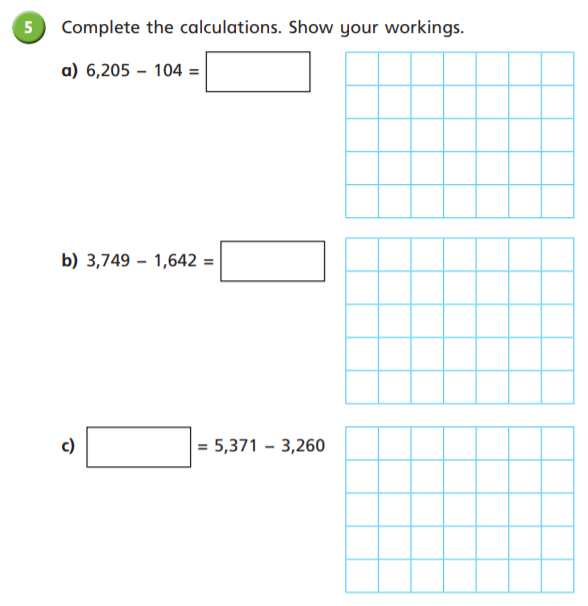 5 Complete the calculations. Show your workings.
a) 6,205 – 104 =
b) 3,749 – 1,642 =
c) = 5,371 – 3,260